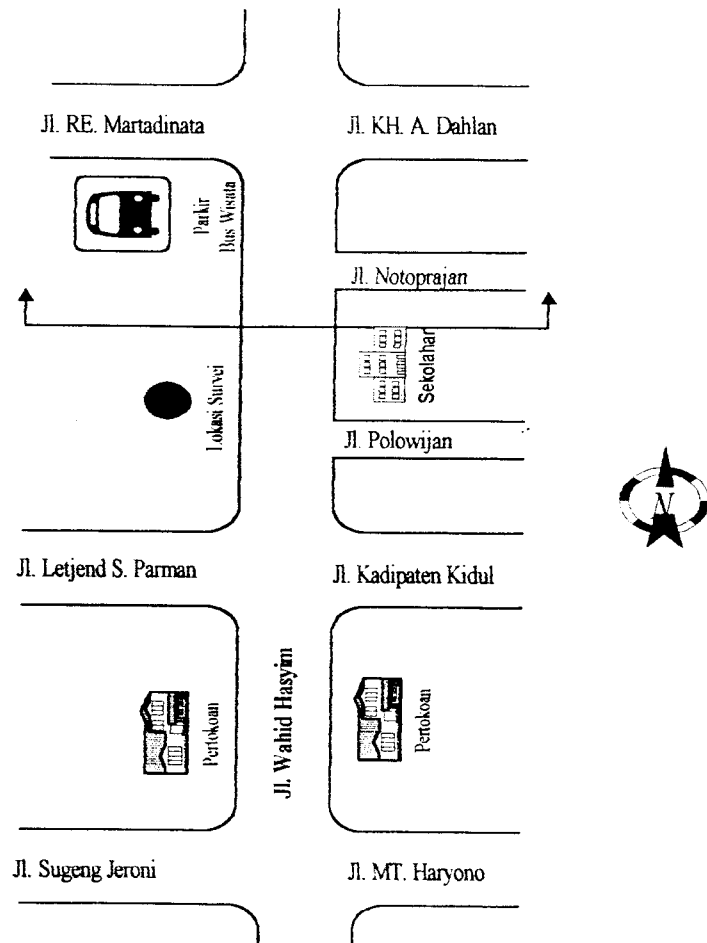 Jl. RE. Martadinata
Jl. KH. A. Dahlan
Parkir
Bus Wisata
Jl. Notoprajan
Lokasi Survei
Sekolahan
Jl. Polowijan
N
Jl. Letjend S. Parman
Jl. Kadipaten Kidul
Pertokoan
Jl. Wahid Hasyim
Pertokoan
Jl. Sugeng Jeroni
Jl. MT. Haryono